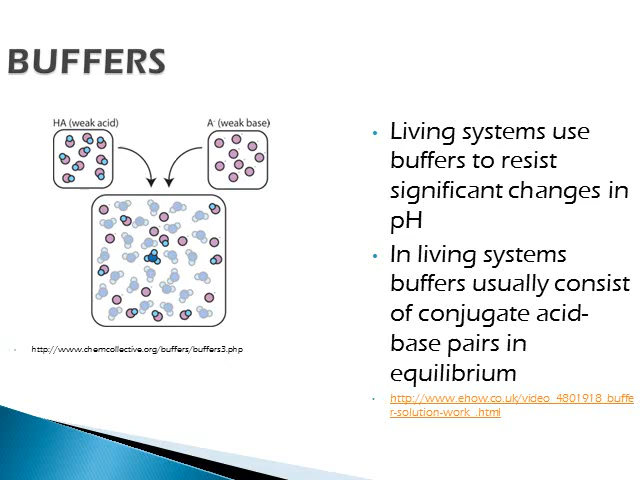 BUFFERS
HA (weak acid)
A⁻ (weak base)
• http://www.chemcollective.org/buffers/buffers3.php
• Living systems use
buffers to resist
significant changes in
pH
• In living systems
buffers usually consist
of conjugate acid-
base pairs in
equilibrium
• http://www.ehow.co.uk/video_4801918_buffe
r-solution-work_.html